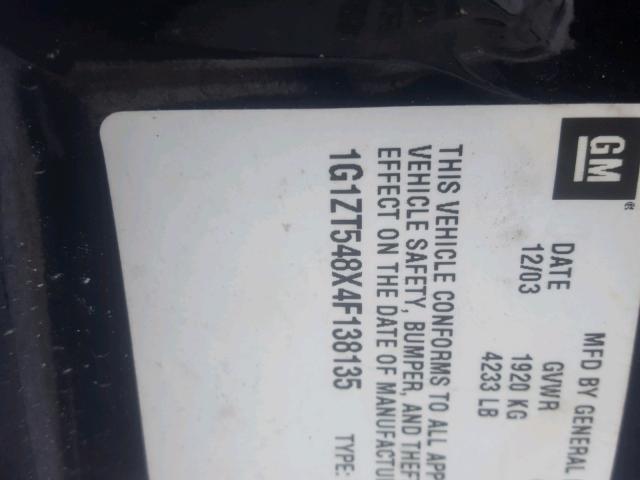 GM
MFD BY GENERAL
DATE GVWR
12/03 1920 KG
4233 LB
THIS VEHICLE CONFORMS TO ALL APP
VEHICLE SAFETY, BUMPER, AND THEF
EFFECT ON THE DATE OF MANUFACTU
1G1ZT548X4F138135 TYPE: